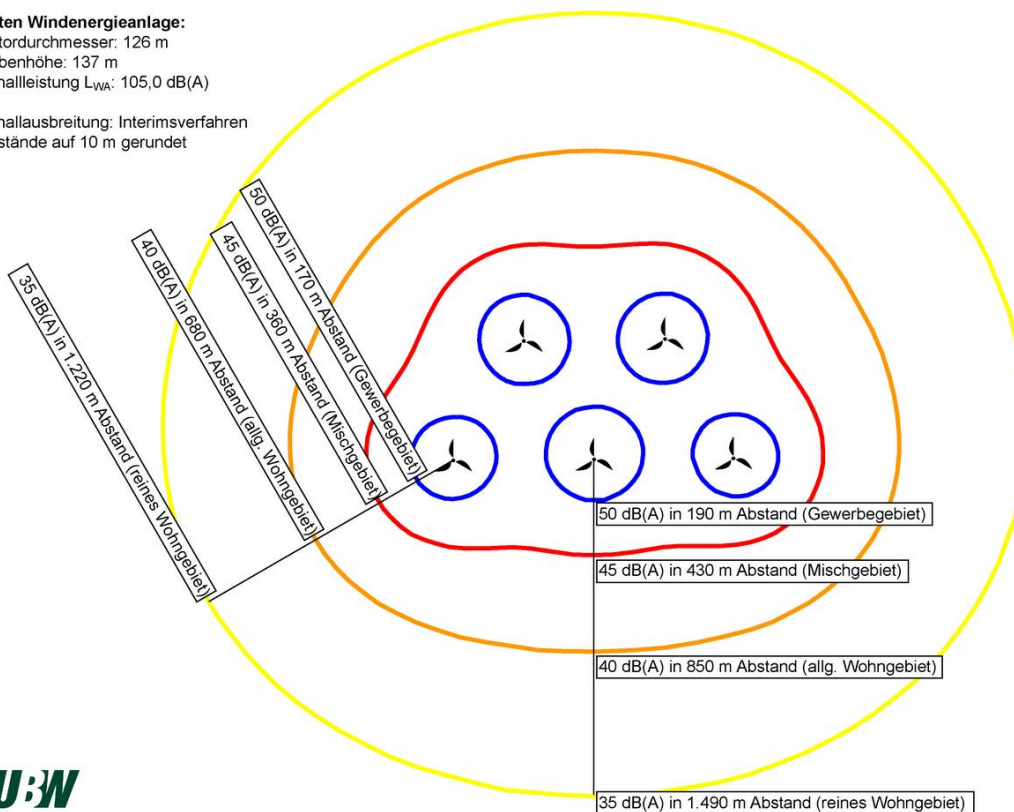 ten Windenergieanlage:
tordurchmesser: 126 m
benhöhe: 137 m
hallleistung LWA: 105,0 dB(A)
hallausbreitung: Interimsverfahren
stände auf 10 m gerundet
50 dB(A) in 170 m Abstand (Gewerbegebiet)
45 dB(A) in 360 m Abstand (Mischgebiet)
40 dB(A) in 680 m Abstand (allg. Wohngebiet)
35 dB(A) in 1.220 m Abstand (reines Wohngebiet)
50 dB(A) in 190 m Abstand (Gewerbegebiet)
45 dB(A) in 430 m Abstand (Mischgebiet)
40 dB(A) in 850 m Abstand (allg. Wohngebiet)
35 dB(A) in 1.490 m Abstand (reines Wohngebiet)
UBW